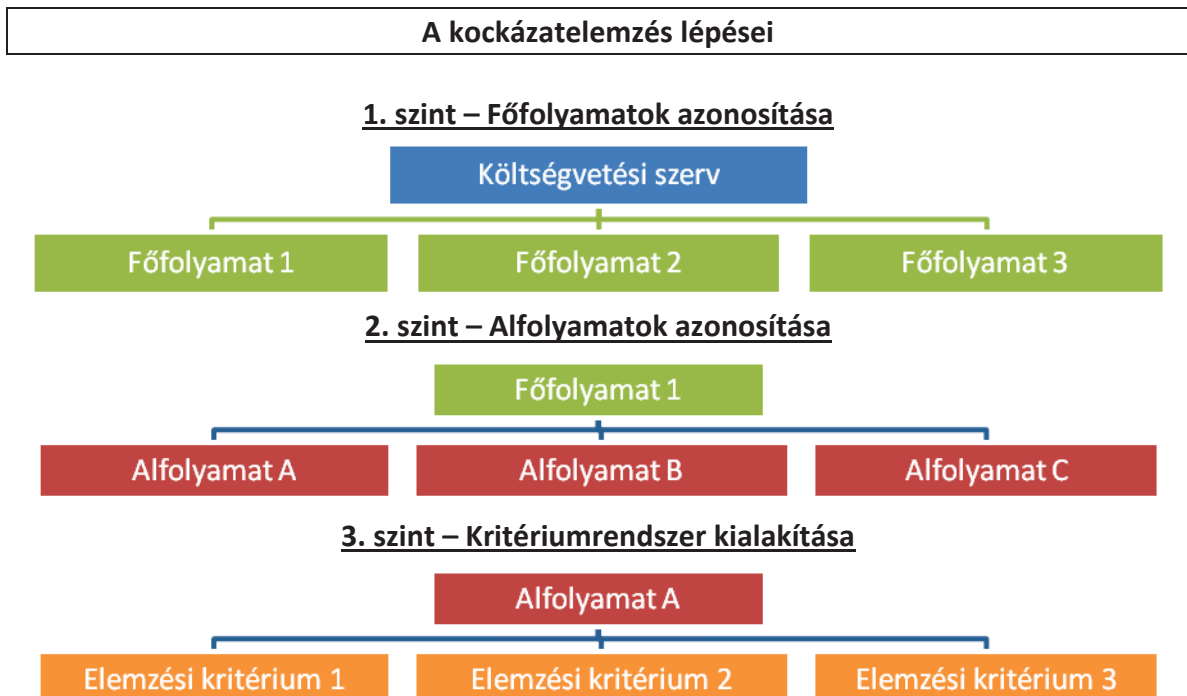 A kockázatelemzés lépései
1. szint – Főfolyamatok azonosítása
Költségvetési szerv
Főfolyamat 1
Főfolyamat 2
Főfolyamat 3
2. szint – Alfolyamatok azonosítása
Főfolyamat 1
Alfolyamat A
Alfolyamat B
Alfolyamat C
3. szint – Kritériumrendszer kialakítása
Alfolyamat A
Elemzési kritérium 1
Elemzési kritérium 2
Elemzési kritérium 3